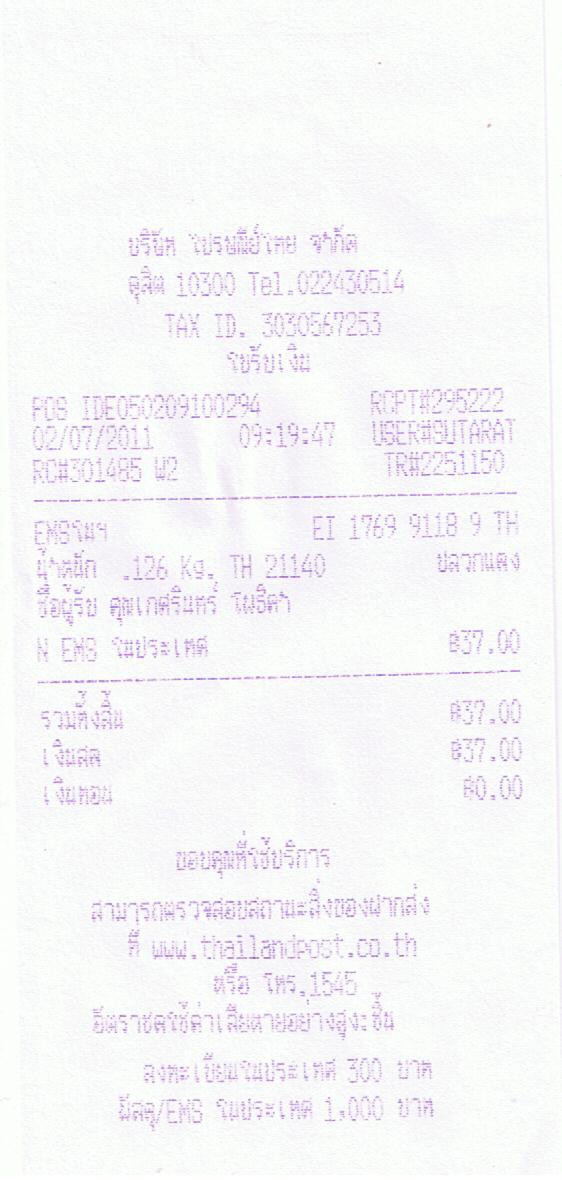 บริษัท ไปรษณีย์ไทย จำกัด
ดุสิต 10300 Tel.022430514
TAX ID. 3030567253
ใบรับเงิน
POS IDE050209100294 RCPT#295222
02/07/2011 09:19:47 USER#SUTARAT
RC#301485 W2 TR#2251150
EMSในฯ EI 1769 9118 9 TH
น้ำหนัก .126 Kg. TH 21140 ปลวกแดง
ชื่อผู้รับ คุณเกศรินทร์ โพธิดา
N EMS ในประเทศ ฿37.00
รวมทั้งสิ้น ฿37.00
เงินสด ฿37.00
เงินทอน ฿0.00
ขอบคุณที่ใช้บริการ
สามารถตรวจสอบสถานะสิ่งของฝากส่ง
ที่ www.thailandpost.co.th
หรือ โทร.1545
อัตราชดใช้ค่าเสียหายอย่างสูง:ชิ้น
ลงทะเบียนในประเทศ 300 บาท
พัสดุ/EMS ในประเทศ 1,000 บาท